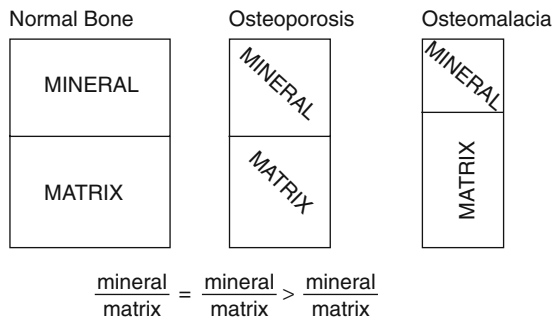 Normal Bone Osteoporosis Osteomalacia
MINERAL MINERAL MINERAL
MATRIX MATRIX MATRIX
mineral/matrix = mineral/matrix > mineral/matrix